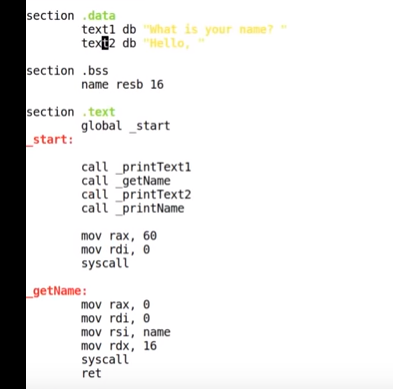 section .data
text1 db "What is your name? "
text2 db "Hello, "
section .bss
name resb 16
section .text
global _start
_start:
call _printText1
call _getName
call _printText2
call _printName
mov rax, 60
mov rdi, 0
syscall
_getName:
mov rax, 0
mov rdi, 0
mov rsi, name
mov rdx, 16
syscall
ret